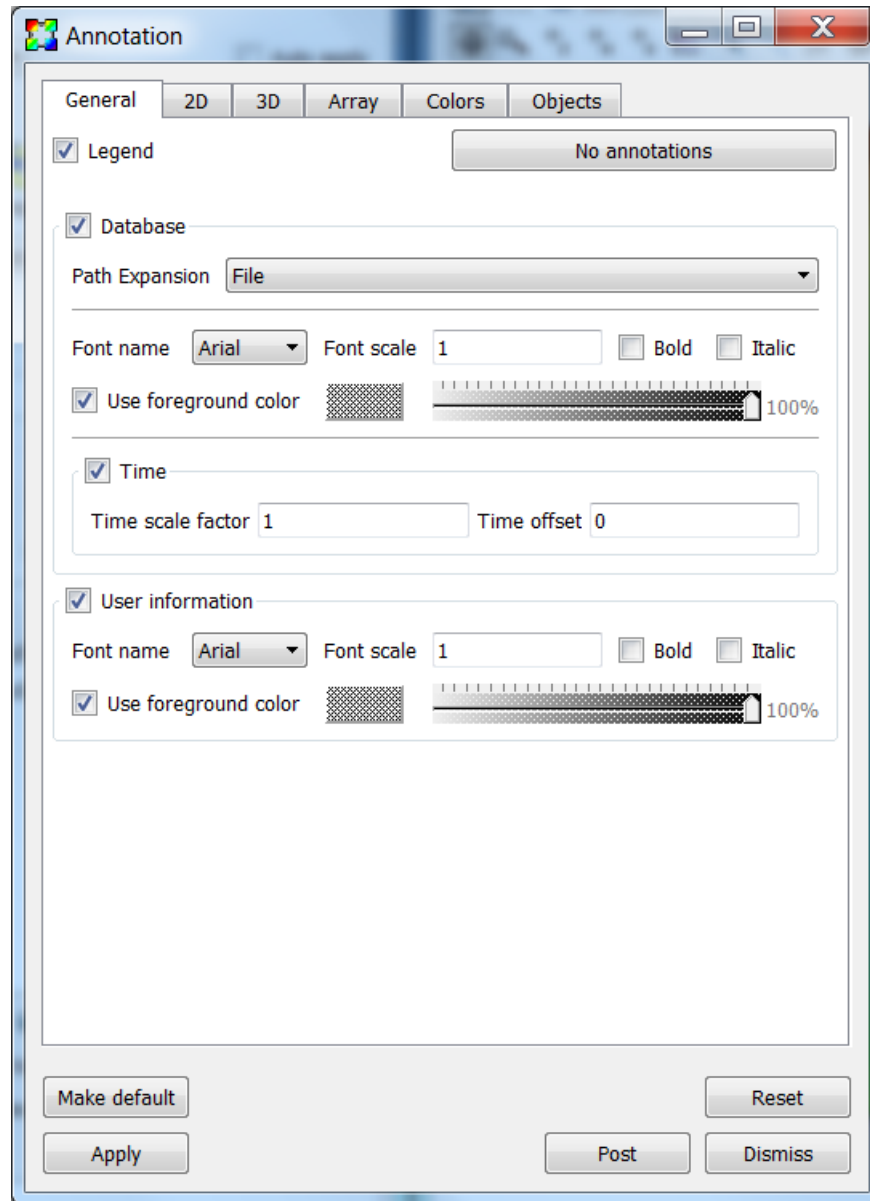 Annotation
General 2D 3D Array Colors Objects
Legend No annotations
Database
Path Expansion File
Font name Arial Font scale 1 Bold Italic
Use foreground color 100%
Time
Time scale factor 1 Time offset 0
User information
Font name Arial Font scale 1 Bold Italic
Use foreground color 100%
Make default Reset
Apply Post Dismiss